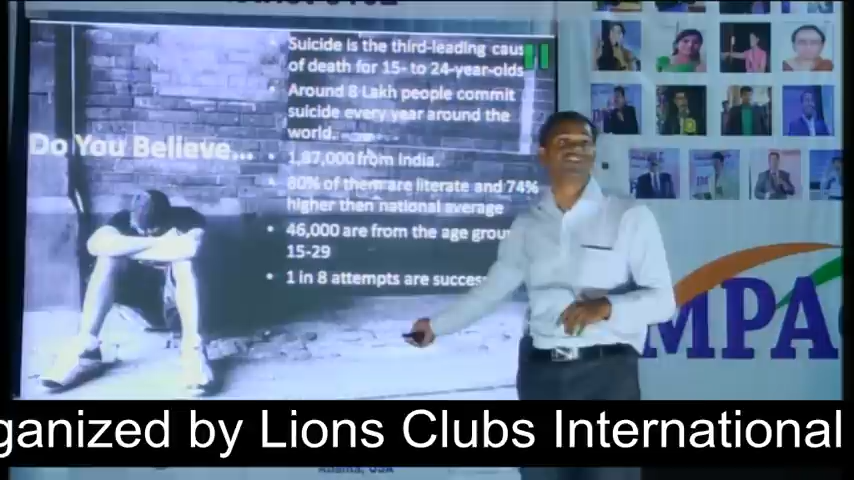 Suicide is the third-leading caus
of death for 15- to 24-year-olds
Around 8 Lakh people commit
suicide every year around the
world.
Do You Believe...
• 1,87,000 from India.
80% of them are literate and 74%
higher then national average
• 46,000 are from the age group
15-29
• 1 in 8 attempts are succes
MPA
ganized by Lions Clubs International